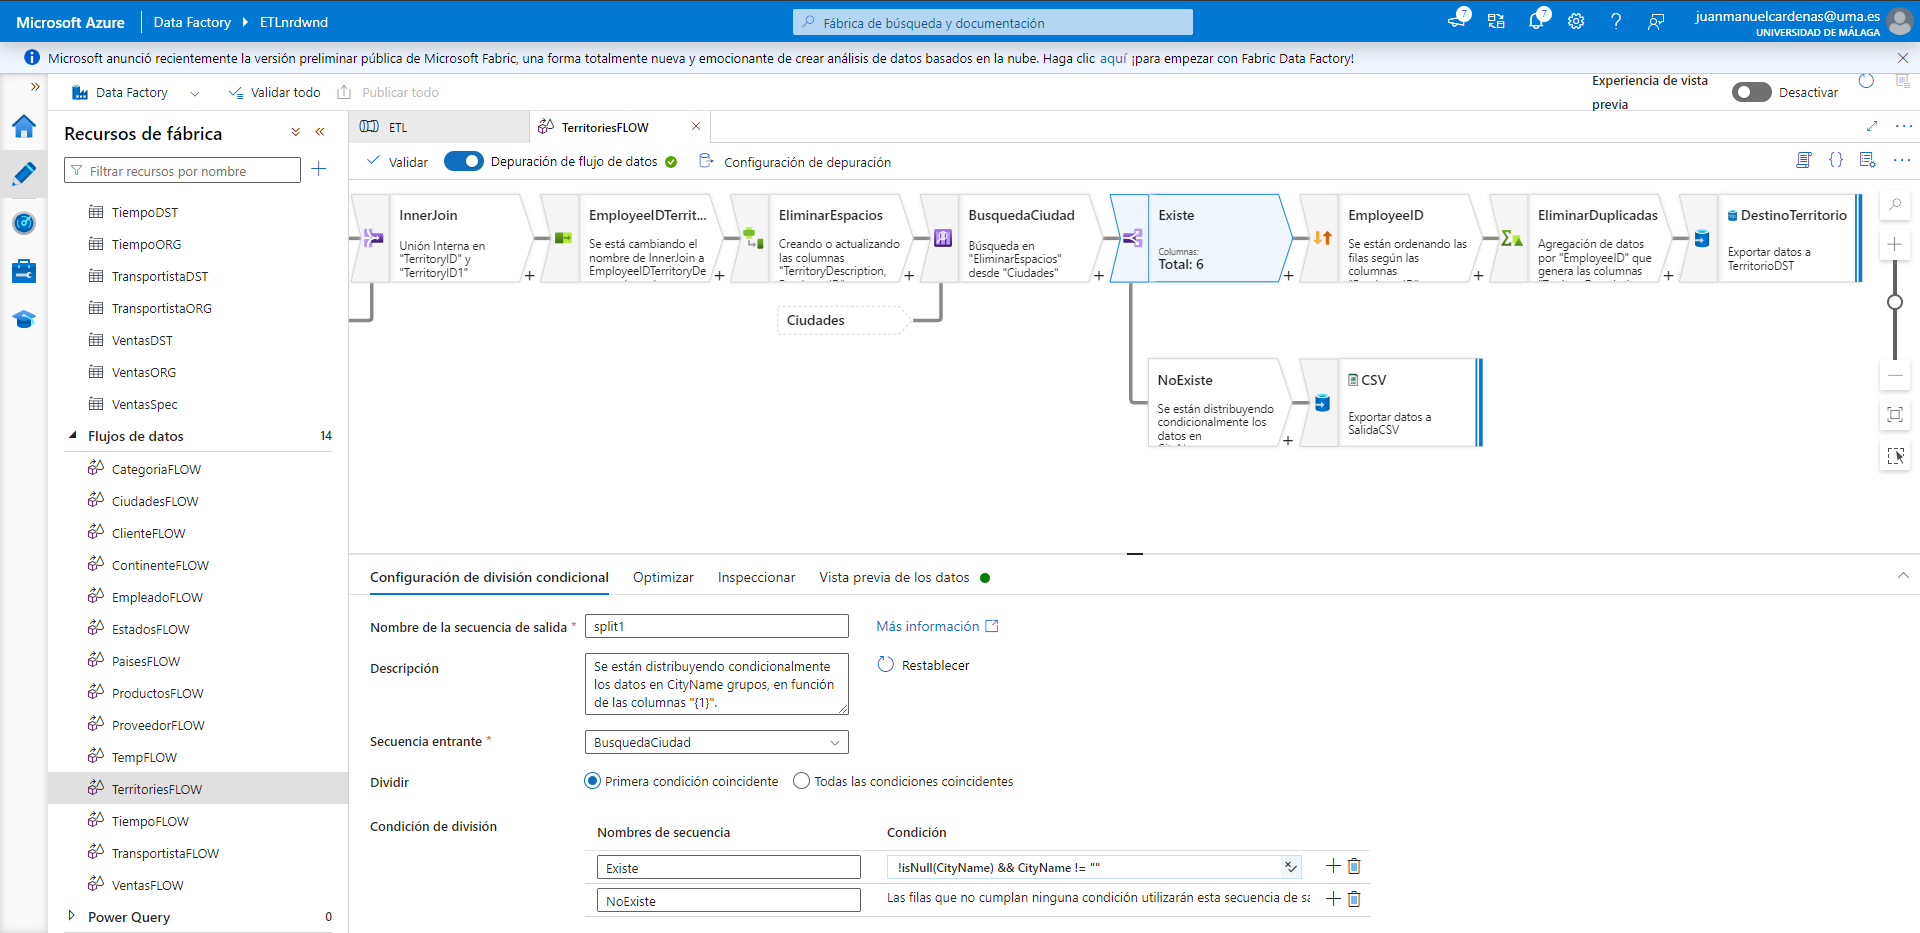 Microsoft Azure
Data Factory
ETLnrdwnd
Fábrica de búsqueda y documentación
7
7
juanmanuelcardenas@uma.es
UNIVERSIDAD DE MÁLAGA
Microsoft anunció recientemente la versión preliminar pública de Microsoft Fabric, una forma totalmente nueva y emocionante de crear análisis de datos basados en la nube. Haga clic aquí ¡para empezar con Fabric Data Factory!
Data Factory
Validar todo
Publicar todo
Experiencia de vista
previa
Desactivar
Recursos de fábrica
Filtrar recursos por nombre
TiempoDST
TiempoORG
TransportistaDST
TransportistaORG
VentasDST
VentasORG
VentasSpec
Flujos de datos
14
CategoriaFLOW
CiudadesFLOW
ClienteFLOW
ContinenteFLOW
EmpleadoFLOW
EstadosFLOW
PaisesFLOW
ProductosFLOW
ProveedorFLOW
TempFLOW
TerritoriesFLOW
TiempoFLOW
TransportistaFLOW
VentasFLOW
Power Query
0
ETL
TerritoriesFLOW
Validar
Depuración de flujo de datos
Configuración de depuración
InnerJoin
Unión Interna en
"TerritoryID" y
"TerritoryID1"
EmployeeIDTerrit...
Se está cambiando el
nombre de InnerJoin a
EmployeeIDTerritoryDe
EliminarEspacios
Creando o actualizando
las columnas
"TerritoryDescription,
BusquedaCiudad
Búsqueda en
"EliminarEspacios"
desde "Ciudades"
Existe
Columnas:
Total: 6
EmployeeID
Se están ordenando las
filas según las
columnas
EliminarDuplicadas
Agregación de datos
por "EmployeeID" que
genera las columnas
DestinoTerritorio
Exportar datos a
TerritorioDST
Ciudades
NoExiste
Se están distribuyendo
condicionalmente los
datos en
CSV
Exportar datos a
SalidaCSV
Configuración de división condicional
Optimizar
Inspeccionar
Vista previa de los datos
Nombre de la secuencia de salida *
split1
Más información
Descripción
Se están distribuyendo condicionalmente
los datos en CityName grupos, en función
de las columnas "{1}".
Restablecer
Secuencia entrante *
BusquedaCiudad
Dividir
Primera condición coincidente
Todas las condiciones coincidentes
Condición de división
Nombres de secuencia
Condición
Existe
!isNull(CityName) && CityName != ""
NoExiste
Las filas que no cumplan ninguna condición utilizarán esta secuencia de sa